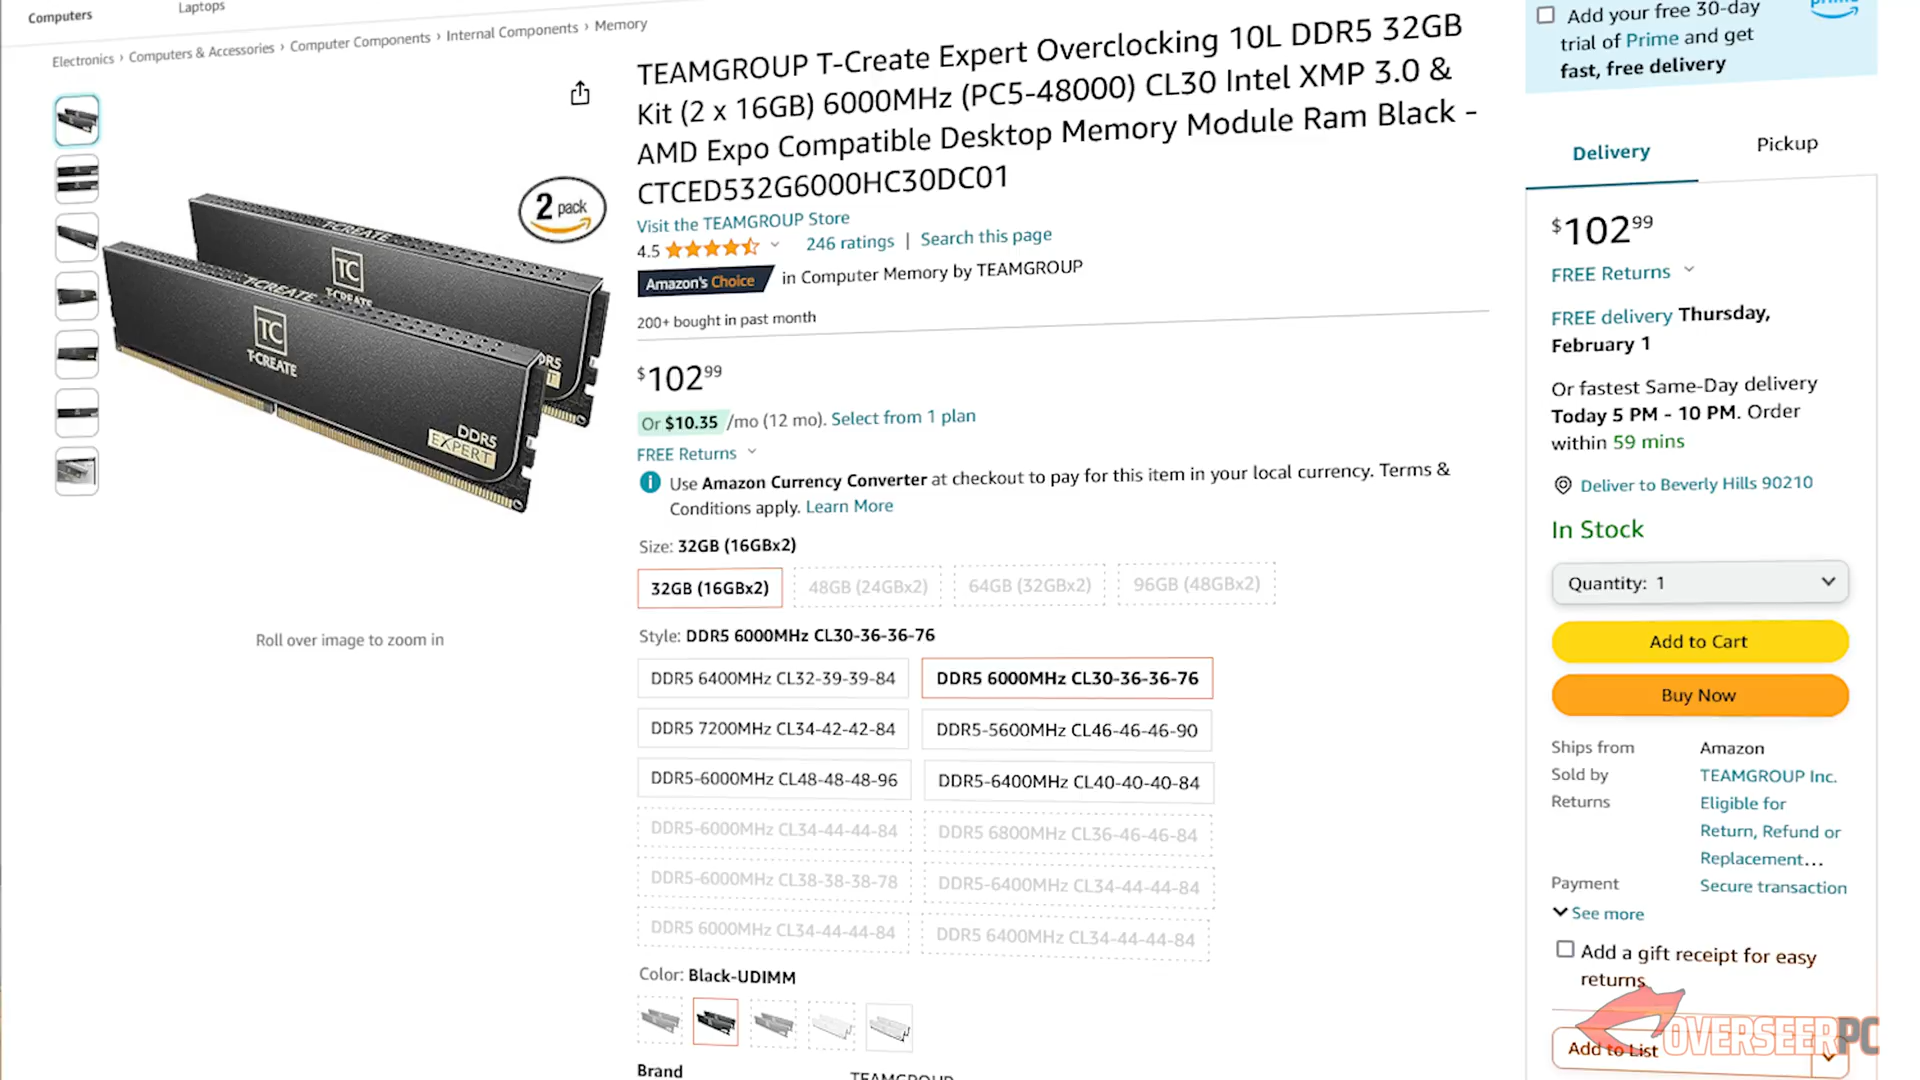 Computers
Laptops
Electronics › Computers & Accessories › Computer Components › Internal Components › Memory
2 pack
T-CREATE
TC
T-CREATE
T-CREATE
TC
T-CREATE
DDR5
EXPERT
Roll over image to zoom in
TEAMGROUP T-Create Expert Overclocking 10L DDR5 32GB
Kit (2 x 16GB) 6000MHz (PC5-48000) CL30 Intel XMP 3.0 &
AMD Expo Compatible Desktop Memory Module Ram Black -
CTCED532G6000HC30DC01
Visit the TEAMGROUP Store
4.5 246 ratings | Search this page
Amazon's Choice in Computer Memory by TEAMGROUP
200+ bought in past month
$102.99
Or $10.35 /mo (12 mo). Select from 1 plan
FREE Returns
Use Amazon Currency Converter at checkout to pay for this item in your local currency. Terms &
Conditions apply. Learn More
Size: 32GB (16GBx2)
32GB (16GBx2) 48GB (24GBx2) 64GB (32GBx2) 96GB (48GBx2)
Style: DDR5 6000MHz CL30-36-36-76
DDR5 6400MHz CL32-39-39-84 DDR5 6000MHz CL30-36-36-76
DDR5 7200MHz CL34-42-42-84 DDR5-5600MHz CL46-46-46-90
DDR5-6000MHz CL48-48-48-96 DDR5-6400MHz CL40-40-40-84
DDR5-6000MHz CL34-44-44-84 DDR5 6800MHz CL36-46-46-84
DDR5-6000MHz CL38-38-38-78 DDR5-6400MHz CL34-44-44-84
DDR5 6000MHz CL34-44-44-84 DDR5 6400MHz CL34-44-44-84
Color: Black-UDIMM
Brand TEAMGROUP
Add your free 30-day
trial of Prime and get
fast, free delivery
prime
Delivery Pickup
$102.99
FREE Returns
FREE delivery Thursday,
February 1
Or fastest Same-Day delivery
Today 5 PM - 10 PM. Order
within 59 mins
Deliver to Beverly Hills 90210
In Stock
Quantity: 1
Add to Cart
Buy Now
Ships from Amazon
Sold by TEAMGROUP Inc.
Returns Eligible for
Return, Refund or
Replacement...
Payment Secure transaction
See more
Add a gift receipt for easy
returns
Add to List
OVERSEERPC